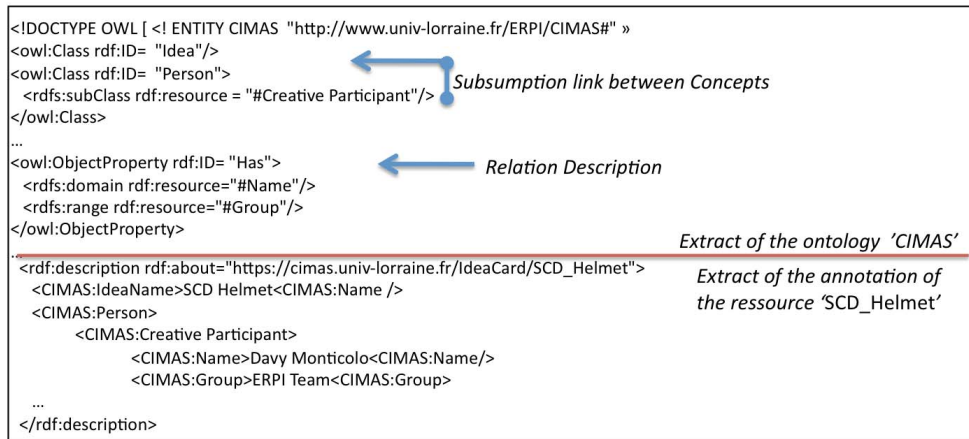 <!DOCTYPE OWL [ <! ENTITY CIMAS "http://www.univ-lorraine.fr/ERPI/CIMAS#" »
<owl:Class rdf:ID= "Idea"/>
<owl:Class rdf:ID= "Person">
<rdfs:subClass rdf:resource = "#Creative Participant"/>
Subsumption link between Concepts
</owl:Class>
...
<owl:ObjectProperty rdf:ID= "Has">
Relation Description
<rdfs:domain rdf:resource="#Name"/>
<rdfs:range rdf:resource="#Group"/>
</owl:ObjectProperty>
...
Extract of the ontology 'CIMAS'
<rdf:description rdf:about="https://cimas.univ-lorraine.fr/IdeaCard/SCD_Helmet">
Extract of the annotation of
the ressource 'SCD_Helmet'
<CIMAS:IdeaName>SCD Helmet<CIMAS:Name />
<CIMAS:Person>
<CIMAS:Creative Participant>
<CIMAS:Name>Davy Monticolo<CIMAS:Name/>
<CIMAS:Group>ERPI Team<CIMAS:Group>
...
</rdf:description>